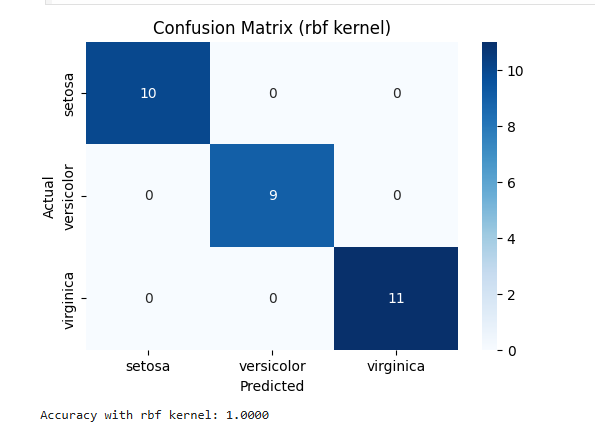 Confusion Matrix (rbf kernel)
setosa
10
0
0
Actual
versicolor
0
9
0
virginica
0
0
11
setosa
versicolor
virginica
Predicted
10
8
6
4
2
0
Accuracy with rbf kernel: 1.0000